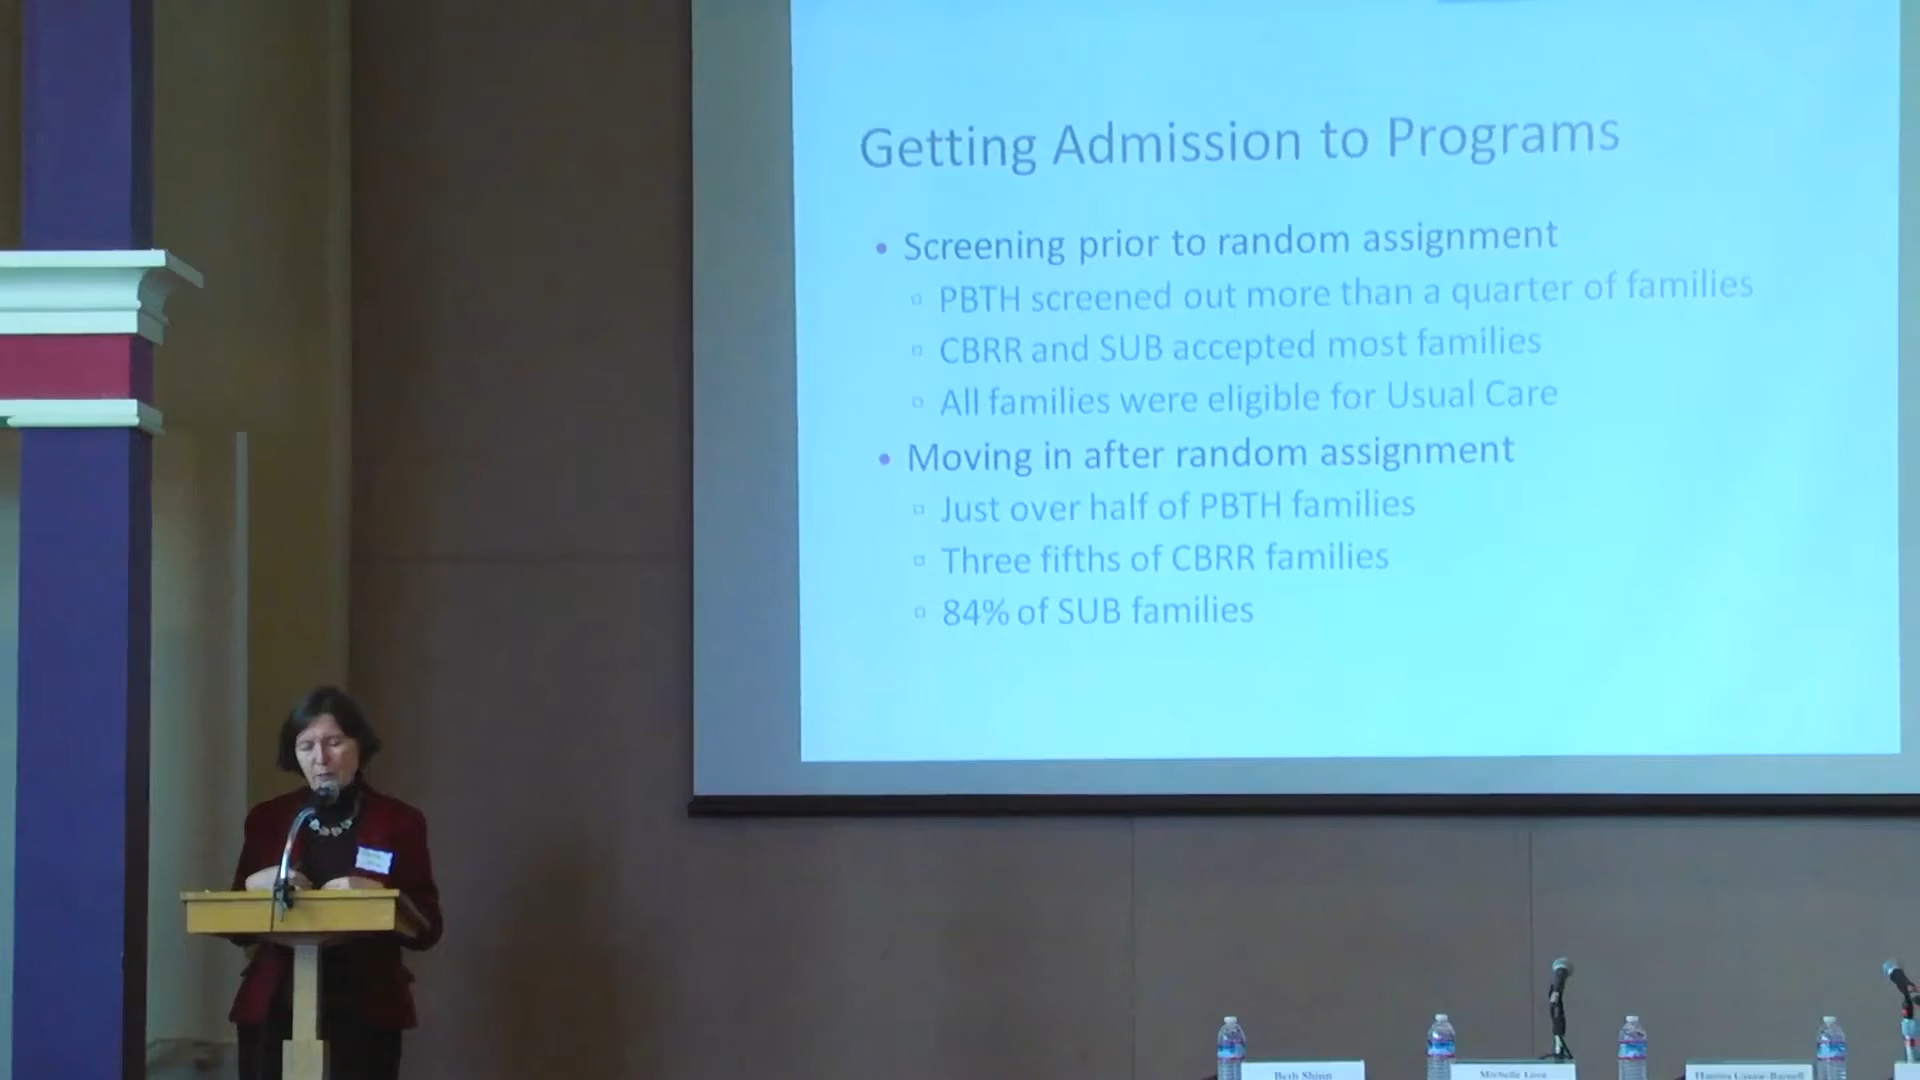 Getting Admission to Programs
• Screening prior to random assignment
▫ PBTH screened out more than a quarter of families
▫ CBRR and SUB accepted most families
▫ All families were eligible for Usual Care
• Moving in after random assignment
▫ Just over half of PBTH families
▫ Three fifths of CBRR families
▫ 84% of SUB families
Beth Shinn
Michelle